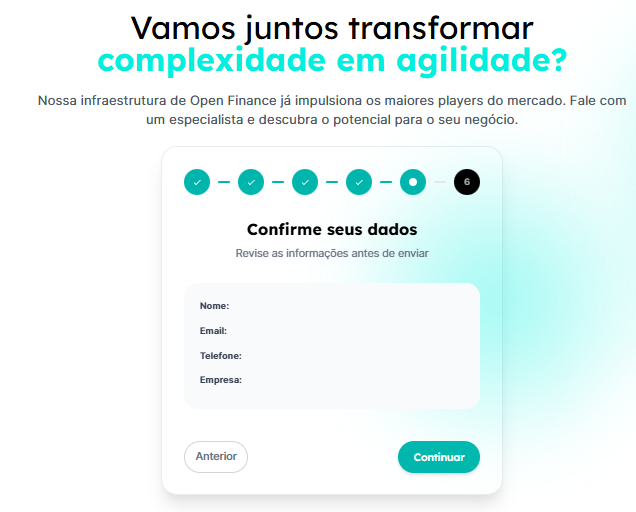 Vamos juntos transformar
complexidade em agilidade?
Nossa infraestrutura de Open Finance já impulsiona os maiores players do mercado. Fale com
um especialista e descubra o potencial para o seu negócio.
6
Confirme seus dados
Revise as informações antes de enviar
Nome:
Email:
Telefone:
Empresa:
Anterior
Continuar